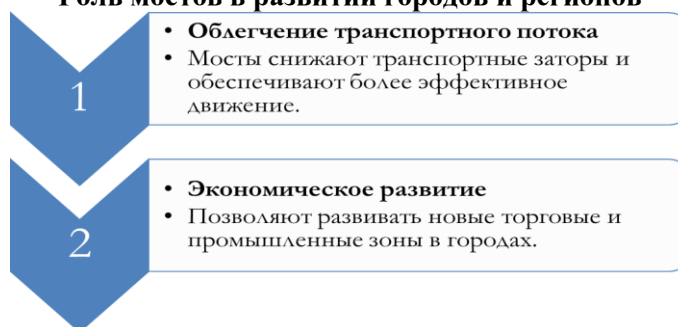 Роль мостов в развитии городов и регионов
1
• Облегчение транспортного потока
• Мосты снижают транспортные заторы и
обеспечивают более эффективное
движение.
2
• Экономическое развитие
• Позволяют развивать новые торговые и
промышленные зоны в городах.